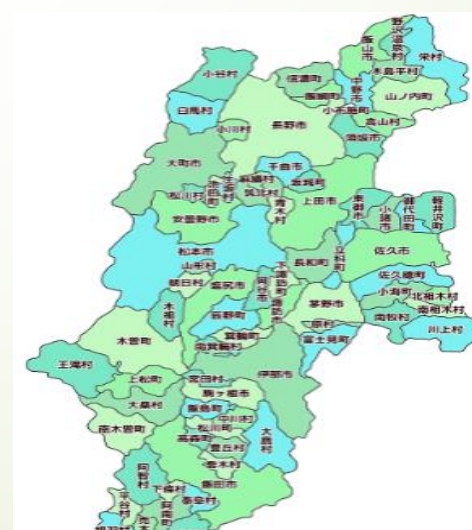 野沢温泉村
飯山市
栄村
小谷村
信濃町
木島平村
飯綱町
中野市
山ノ内町
白馬村
小布施町
高山村
小川村
長野市
須坂市
大町市
千曲市
生坂村
麻績村
坂城町
池田町
松川村
筑北村
青木村
上田市
東御市
小諸市
御代田町
軽井沢町
安曇野市
松本市
長和町
立科町
佐久市
山形村
下諏訪町
佐久穂町
朝日村
塩尻市
岡谷市
諏訪市
茅野市
小海町
北相木村
南相木村
木祖村
辰野町
原村
南牧村
川上村
箕輪町
富士見町
木曽町
南箕輪村
王滝村
伊那市
上松町
宮田村
駒ヶ根市
大桑村
飯島町
中川村
南木曽町
松川町
高森町
大鹿村
豊丘村
喬木村
阿智村
飯田市
下條村
泰阜村
平谷村
阿南町
売木
根羽村